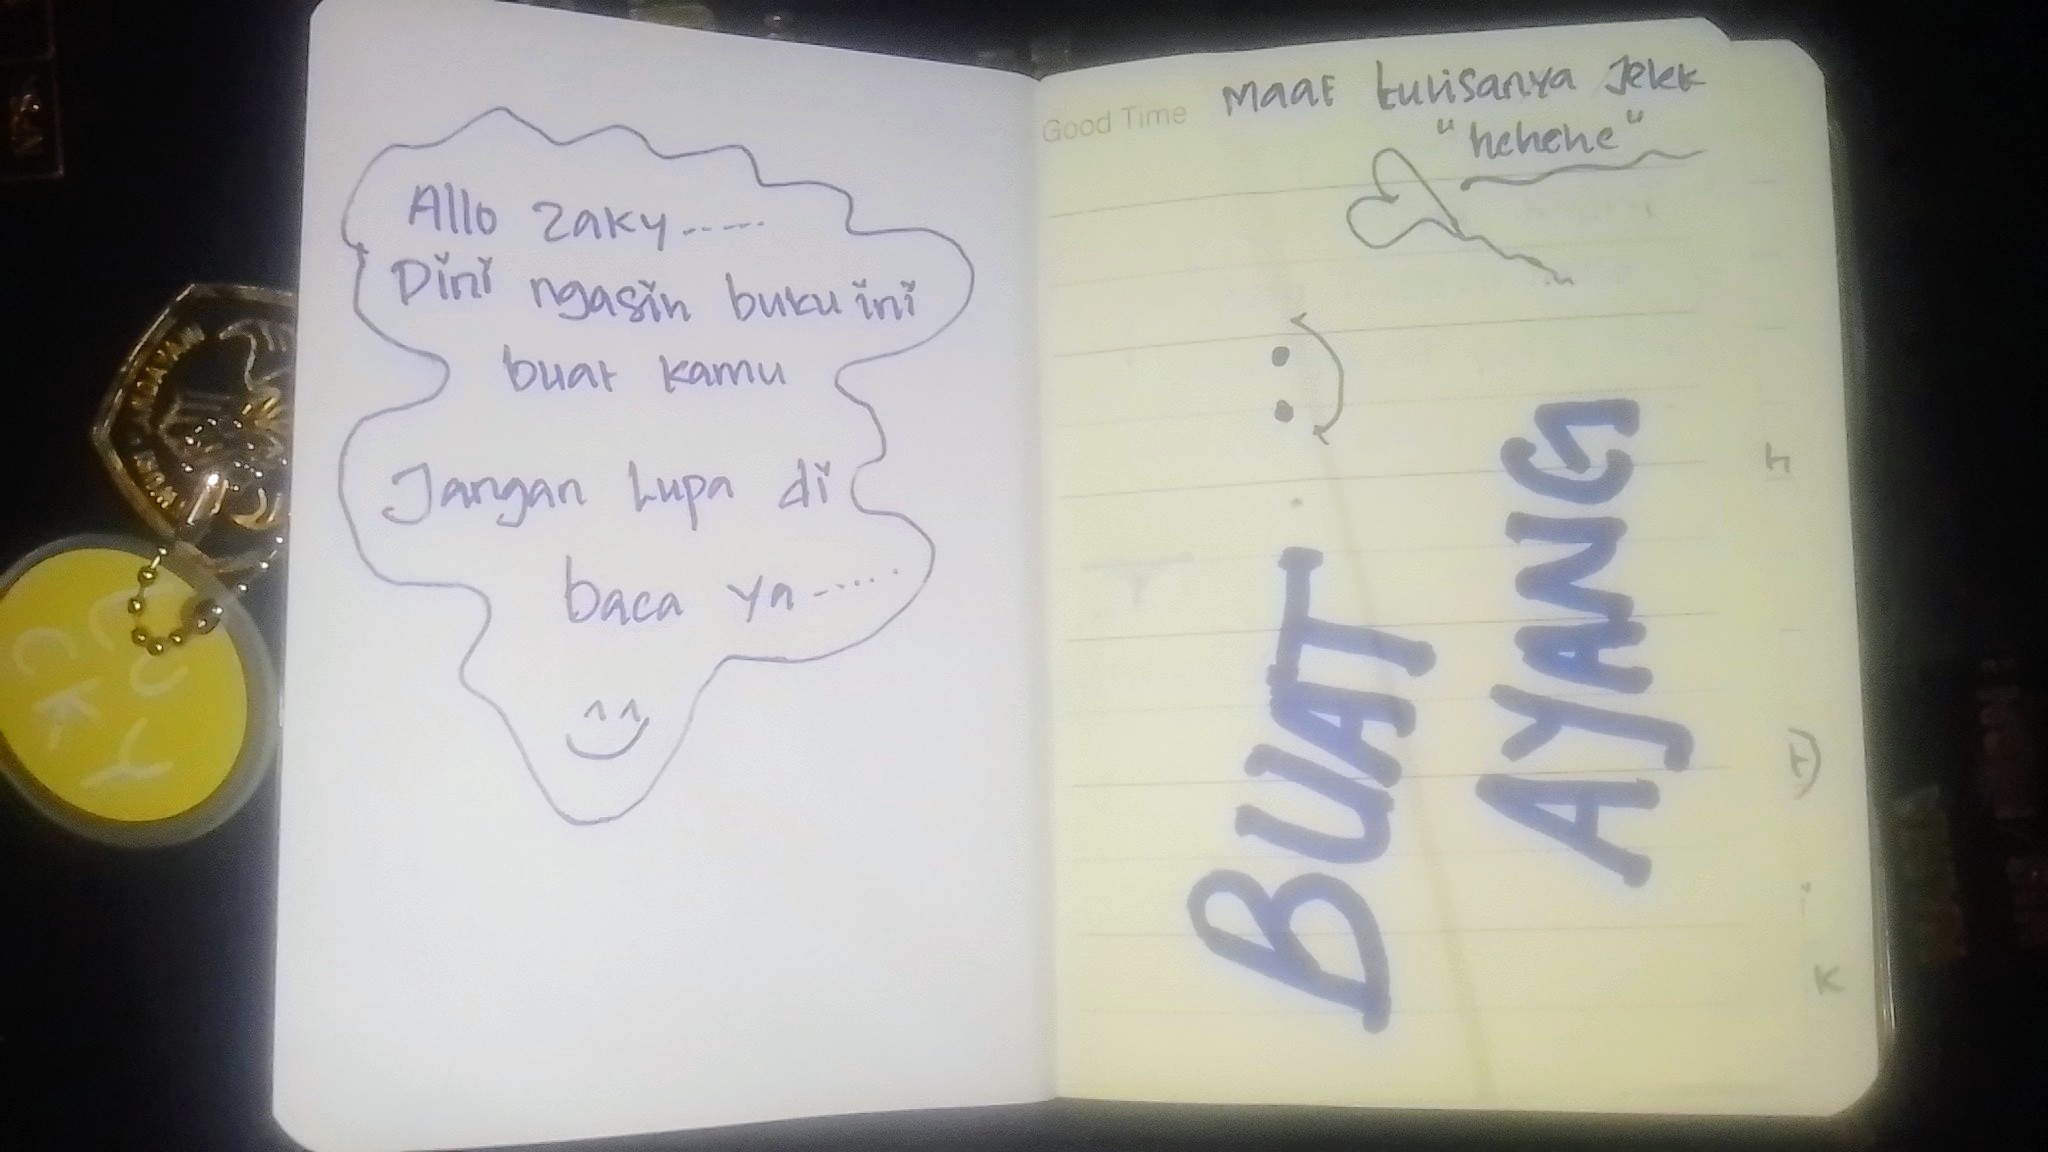 Allo zaky......
Dini ngasih buku ini
buat kamu
Jangan Lupa di
baca ya......
Good Time
MAAF tulisanya Jelek
"hehehe"
BUAT
AYANG
LUCKY